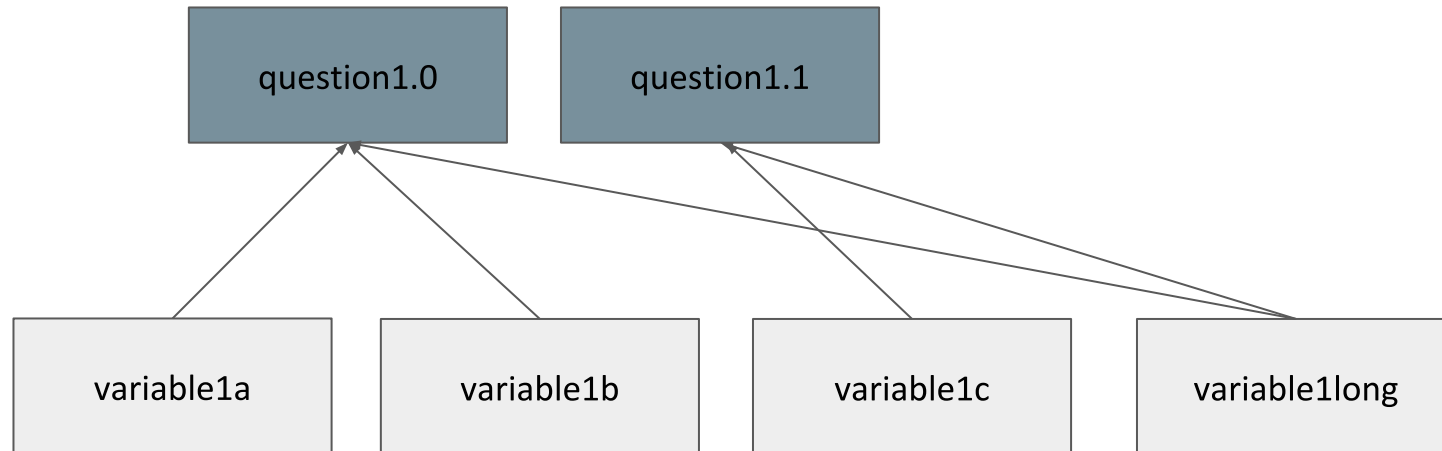 question1.0
question1.1
variable1a
variable1b
variable1c
variable1long